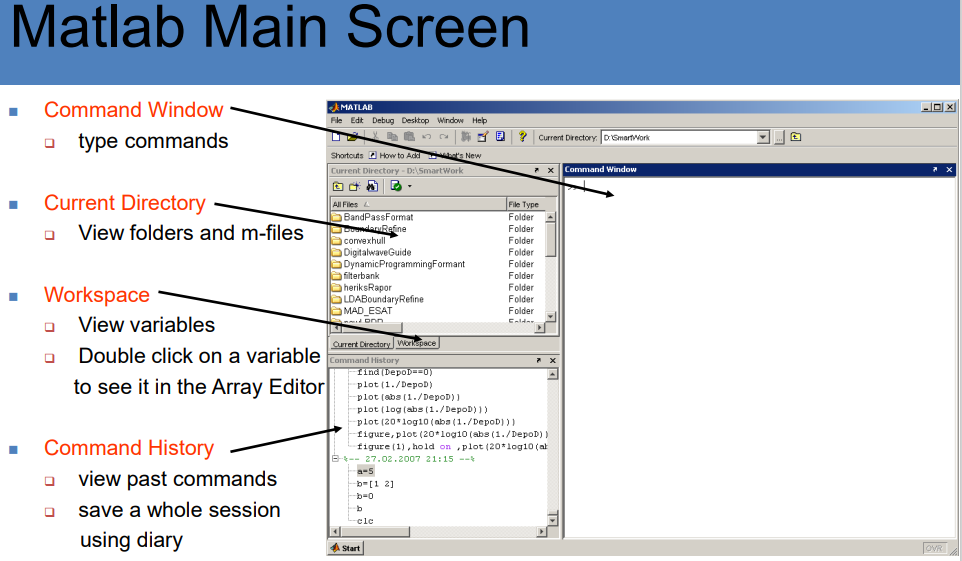 Matlab Main Screen
Command Window
type commands
Current Directory
View folders and m-files
Workspace
View variables
Double click on a variable
to see it in the Array Editor
Command History
view past commands
save a whole session
using diary
MATLAB
File Edit Debug Desktop Window Help
Current Directory: D:\SmartWork
Shortcuts How to Add What's New
Current Directory - D:\SmartWork
All Files File Type
BandPassFormat Folder
BoundaryRefine Folder
convexhull Folder
DigitalwaveGuide Folder
DynamicProgrammingFormant Folder
filterbank Folder
heriksRapor Folder
LDABoundaryRefine Folder
MAD_ESAT Folder
Folder
Current Directory Workspace
Command History
find(DepoD==0)
plot(1./DepoD)
plot(abs(1./DepoD))
plot(log(abs(1./DepoD)))
plot(20*log10(abs(1./DepoD)))
figure,plot(20*log10(abs(1./DepoD))
figure(1),hold on ,plot(20*log10(ab
%-- 27.02.2007 21:15 --%
a=5
b=[1 2]
b=0
b
clc
Command Window
>>
Start
OVR